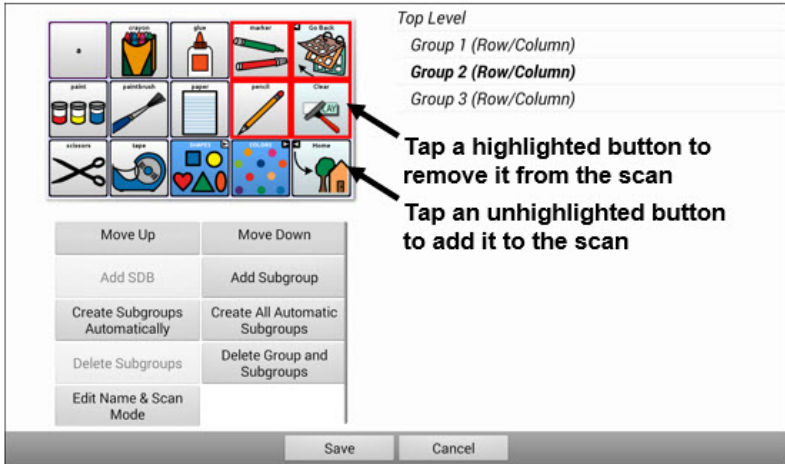 a
crayon
glue
marker
Go Back
paint
paintbrush
paper
pencil
Clear
scissors
tape
SHAPES
COLORS
Home
Top Level
Group 1 (Row/Column)
Group 2 (Row/Column)
Group 3 (Row/Column)
Tap a highlighted button to
remove it from the scan
Tap an unhighlighted button
to add it to the scan
Move Up
Move Down
Add SDB
Add Subgroup
Create Subgroups
Automatically
Create All Automatic
Subgroups
Delete Subgroups
Delete Group and
Subgroups
Edit Name & Scan
Mode
Save
Cancel